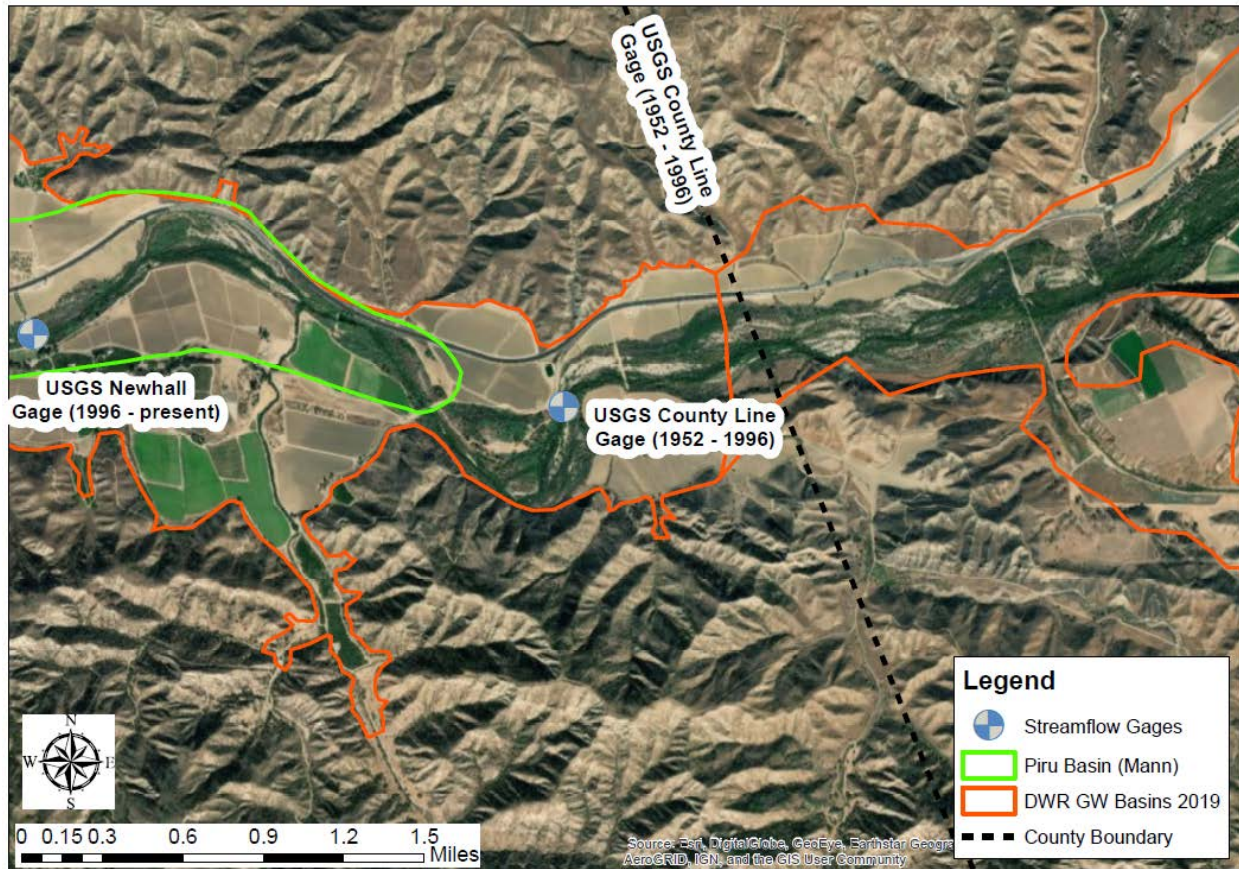 USGS County Line
Gage (1952 - 1996)
USGS Newhall
Gage (1996 - present)
USGS County Line
Gage (1952 - 1996)
Legend
Streamflow Gages
Piru Basin (Mann)
DWR GW Basins 2019
County Boundary
N
W E
S
0 0.15 0.3 0.6 0.9 1.2 1.5
Miles
Source: Esri, DigitalGlobe, GeoEye, Earthstar Geogra
AeroGRID, IGN, and the GIS User Community